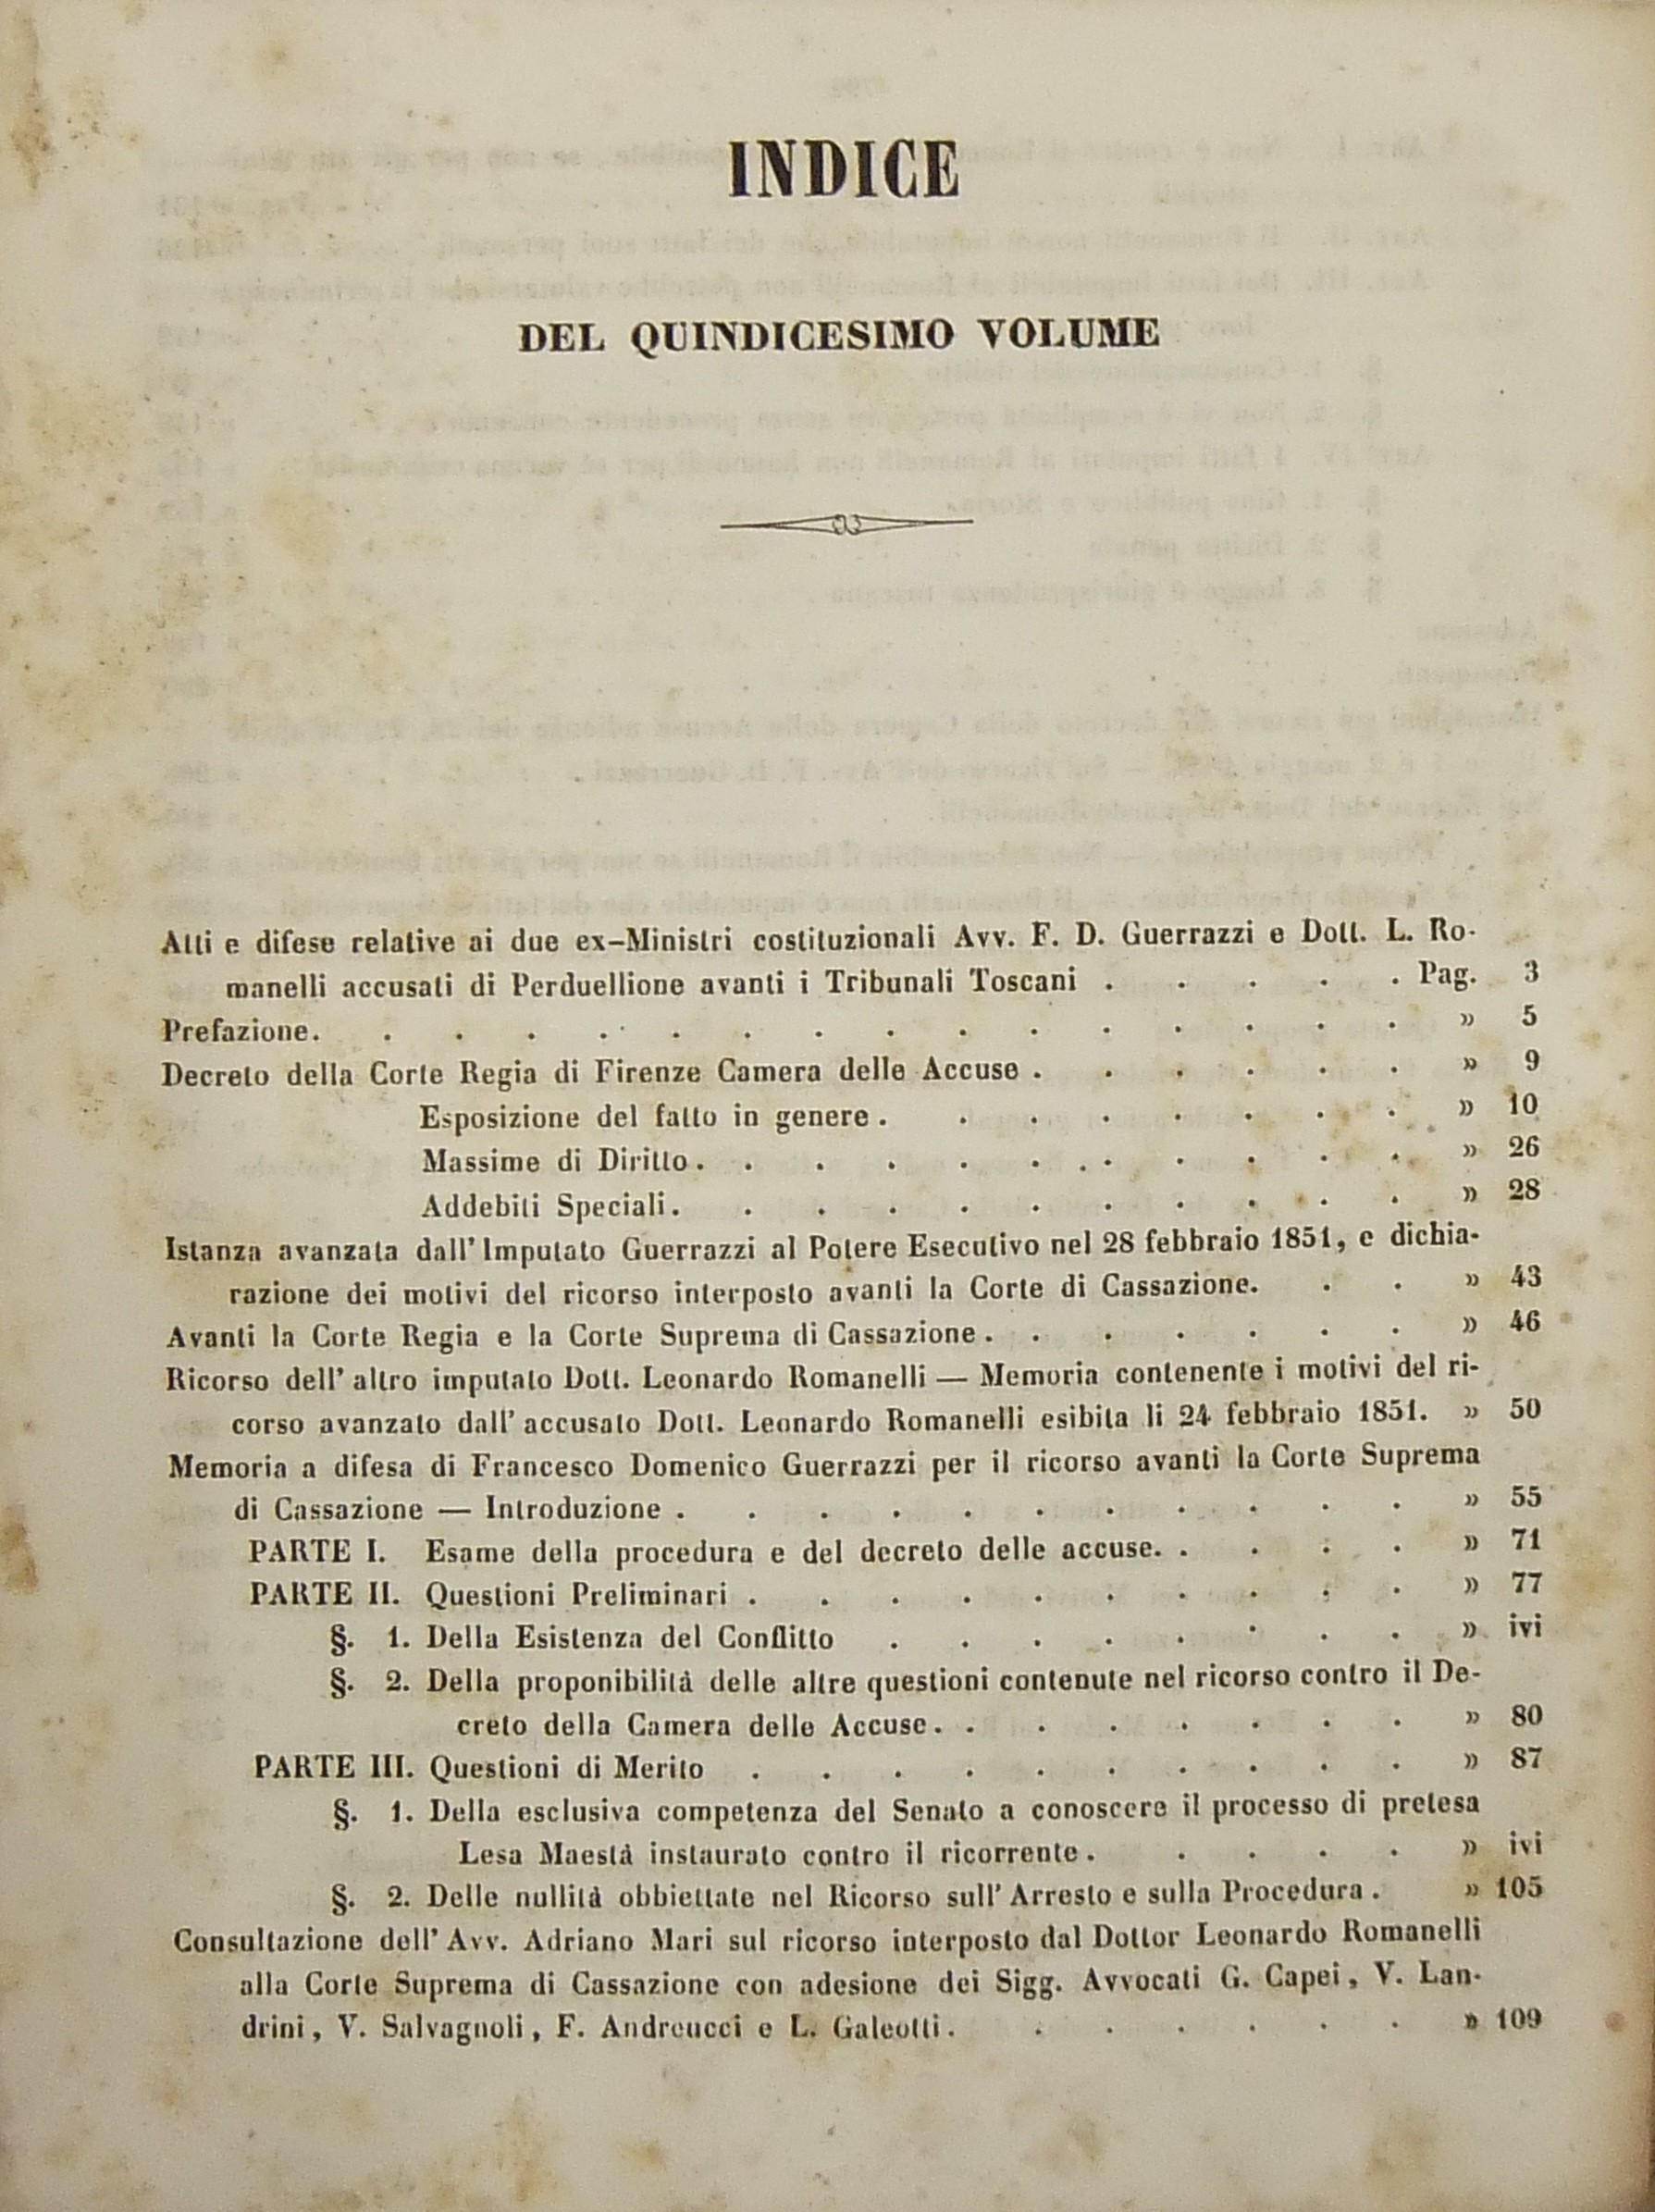 INDICE
DEL QUINDICESIMO VOLUME
Atti e difese relative ai due ex-Ministri costituzionali Avv. F. D. Guerrazzi e Dott. L. Ro-
manelli accusati di Perduellione avanti i Tribunali Toscani . . . . . Pag. 3
Prefazione. . . . . . . . . . . . . . . . » 5
Decreto della Corte Regia di Firenze Camera delle Accuse . . . . . . » 9
Esposizione del fatto in genere . . . . . . . . » 10
Massime di Diritto. . . . . . . . . . . » 26
Addebiti Speciali. . . . . . . . . . . » 28
Istanza avanzata dall' Imputato Guerrazzi al Potere Esecutivo nel 28 febbraio 1851, e dichia-
razione dei motivi del ricorso interposto avanti la Corte di Cassazione. . . » 43
Avanti la Corte Regia e la Corte Suprema di Cassazione . . . . . . . » 46
Ricorso dell' altro imputato Dott. Leonardo Romanelli — Memoria contenente i motivi del ri-
corso avanzato dall' accusato Dott. Leonardo Romanelli esibita li 24 febbraio 1851. » 50
Memoria a difesa di Francesco Domenico Guerrazzi per il ricorso avanti la Corte Suprema
di Cassazione — Introduzione . . . . . . . . . . . » 55
PARTE I. Esame della procedura e del decreto delle accuse. . . . . » 71
PARTE II. Questioni Preliminari . . . . . . . . . . » 77
§. 1. Della Esistenza del Conflitto . . . . . . . . » ivi
§. 2. Della proponibilità delle altre questioni contenute nel ricorso contro il De-
creto della Camera delle Accuse. . . . . . . . » 80
PARTE III. Questioni di Merito . . . . . . . . . . » 87
§. 1. Della esclusiva competenza del Senato a conoscere il processo di pretesa
Lesa Maestà instaurato contro il ricorrente . . . . . » ivi
§. 2. Delle nullità obbiettate nel Ricorso sull' Arresto e sulla Procedura . » 105
Consultazione dell' Avv. Adriano Mari sul ricorso interposto dal Dottor Leonardo Romanelli
alla Corte Suprema di Cassazione con adesione dei Sigg. Avvocati G. Capei, V. Lan-
drini, V. Salvagnoli, F. Andreucci e L. Galeotti . . . . . . . » 109